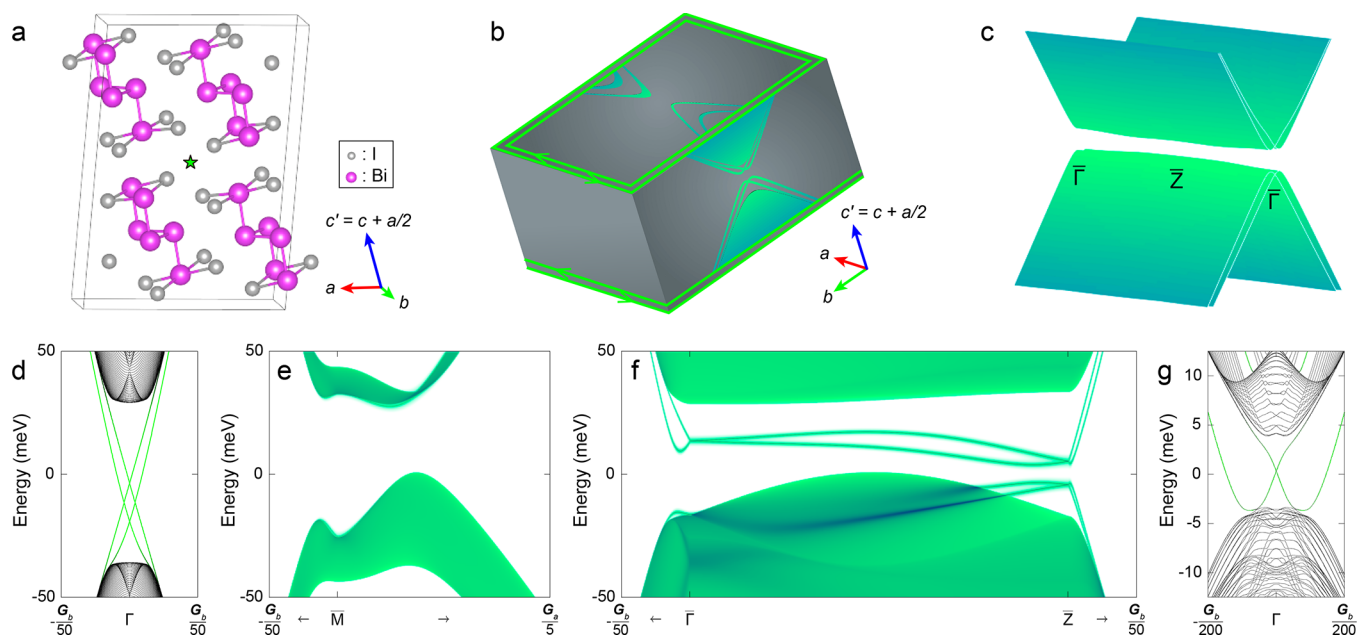 a
: I
: Bi
c' = c + a/2
a
b
b
c' = c + a/2
a
b
c
Γ̅
Z̅
Γ̅
d
Energy (meV)
50
0
-50
-G_b/50
Γ
G_b/50
e
Energy (meV)
50
0
-50
-G_b/50
←
M̅
→
G_a/5
f
Energy (meV)
50
0
-50
-G_b/50
←
Γ̅
Z̅
→
G_b/50
g
Energy (meV)
10
5
0
-5
-10
-G_b/200
Γ
G_b/200